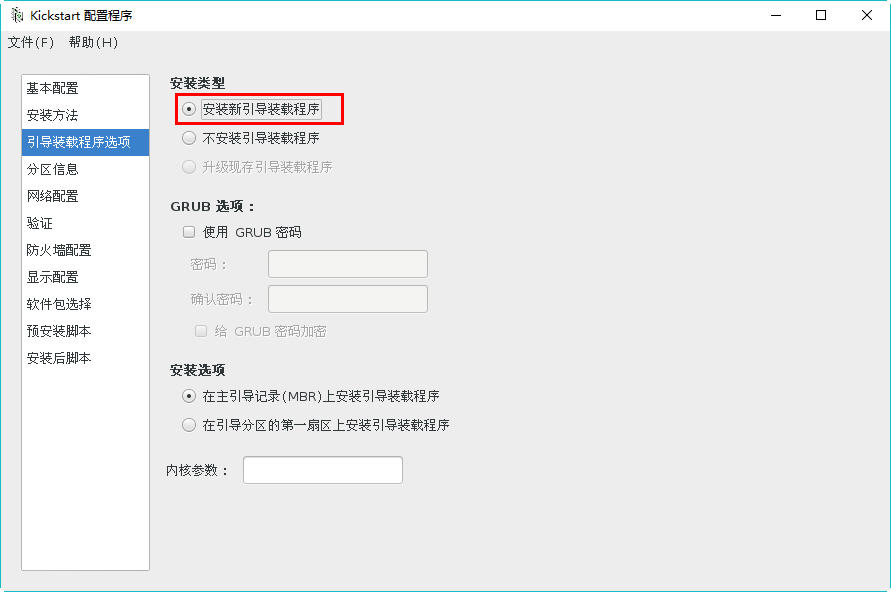 Kickstart 配置程序
文件(F) 帮助(H)
基本配置
安装方法
引导装载程序选项
分区信息
网络配置
验证
防火墙配置
显示配置
软件包选择
预安装脚本
安装后脚本
安装类型
安装新引导装载程序
不安装引导装载程序
升级现存引导装载程序
GRUB 选项：
使用 GRUB 密码
密码：
确认密码：
给 GRUB 密码加密
安装选项
在主引导记录(MBR)上安装引导装载程序
在引导分区的第一扇区上安装引导装载程序
内核参数：